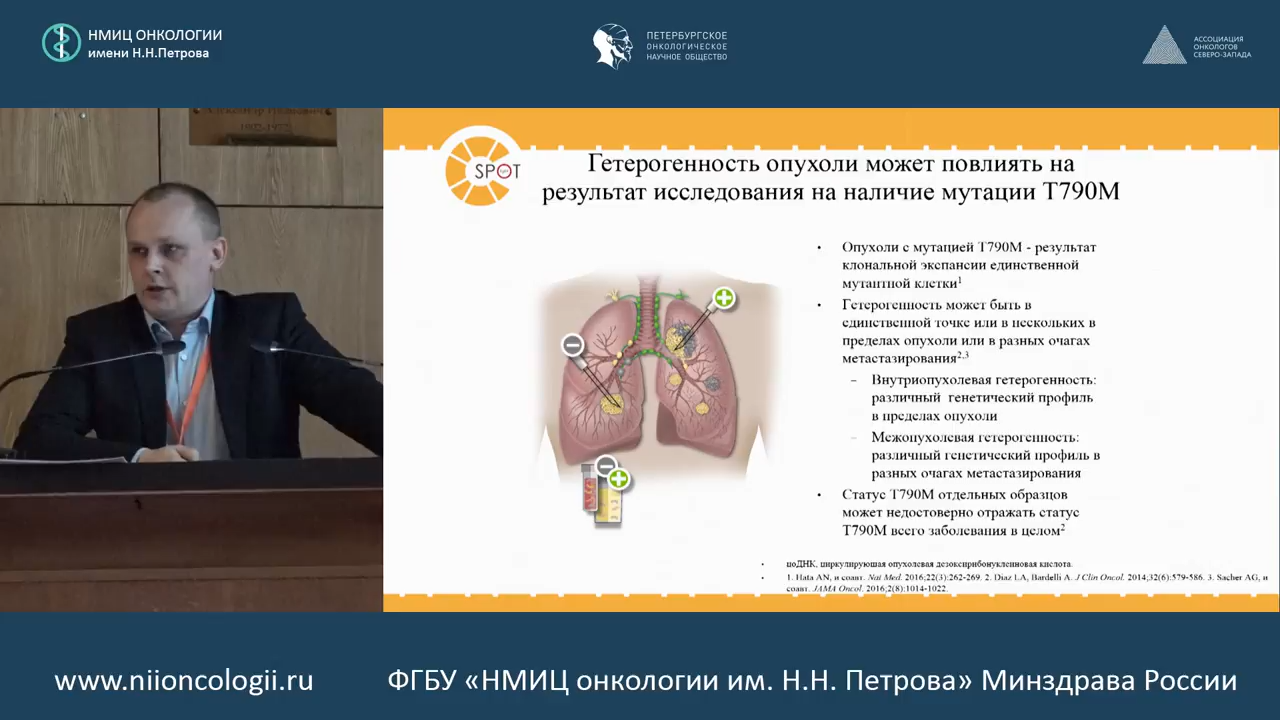 НМИЦ ОНКОЛОГИИ
имени Н.Н.Петрова
ПЕТЕРБУРГСКОЕ
ОНКОЛОГИЧЕСКОЕ
НАУЧНОЕ ОБЩЕСТВО
АССОЦИАЦИЯ
ОНКОЛОГОВ
СЕВЕРО-ЗАПАДА
SPOT
Гетерогенность опухоли может повлиять на
результат исследования на наличие мутации T790M
• Опухоли с мутацией T790M - результат
клональной экспансии единственной
мутантной клетки¹
• Гетерогенность может быть в
единственной точке или в нескольких в
пределах опухоли или в разных очагах
метастазирования²,³
– Внутриопухолевая гетерогенность:
различный генетический профиль
в пределах опухоли
– Межопухолевая гетерогенность:
различный генетический профиль в
разных очагах метастазирования
• Статус T790M отдельных образцов
может недостоверно отражать статус
T790M всего заболевания в целом²
• цоДНК, циркулирующая опухолевая дезоксирибонуклеиновая кислота.
• 1. Hata AN, и соавт. Nat Med. 2016;22(3):262-269. 2. Diaz LA, Bardelli A. J Clin Oncol. 2014;32(6):579-586. 3. Sacher AG, и
соавт. JAMA Oncol. 2016;2(8):1014-1022.
www.niioncologii.ru
ФГБУ «НМИЦ онкологии им. Н.Н. Петрова» Минздрава России